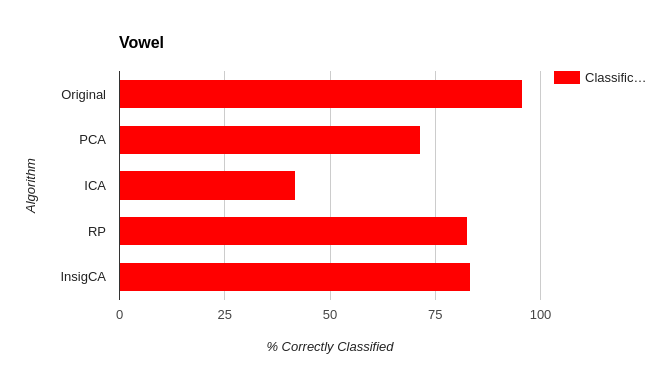 Vowel
Classific…
Original
PCA
ICA
RP
InsigCA
Algorithm
0 25 50 75 100
% Correctly Classified